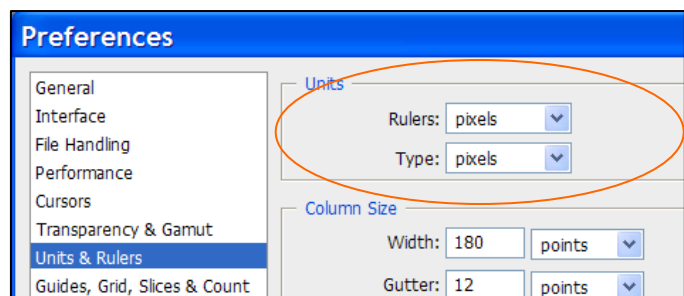 Preferences
General
Interface
File Handling
Performance
Cursors
Transparency & Gamut
Units & Rulers
Guides, Grid, Slices & Count
Units
Rulers: pixels
Type: pixels
Column Size
Width: 180 points
Gutter: 12 points